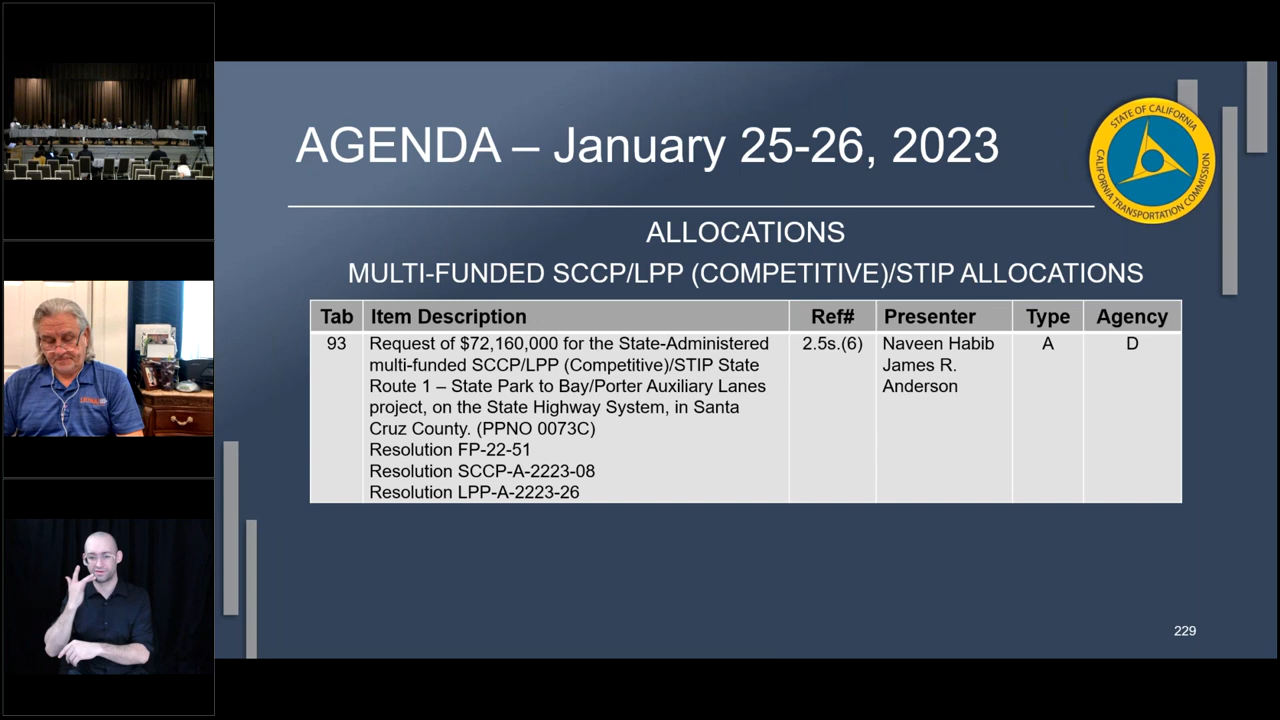 AGENDA – January 25-26, 2023
STATE OF CALIFORNIA
CALIFORNIA TRANSPORTATION COMMISSION
ALLOCATIONS
MULTI-FUNDED SCCP/LPP (COMPETITIVE)/STIP ALLOCATIONS
Tab Item Description Ref# Presenter Type Agency
93 Request of $72,160,000 for the State-Administered 2.5s.(6) Naveen Habib A D
multi-funded SCCP/LPP (Competitive)/STIP State James R.
Route 1 – State Park to Bay/Porter Auxiliary Lanes Anderson
project, on the State Highway System, in Santa
Cruz County. (PPNO 0073C)
Resolution FP-22-51
Resolution SCCP-A-2223-08
Resolution LPP-A-2223-26
229